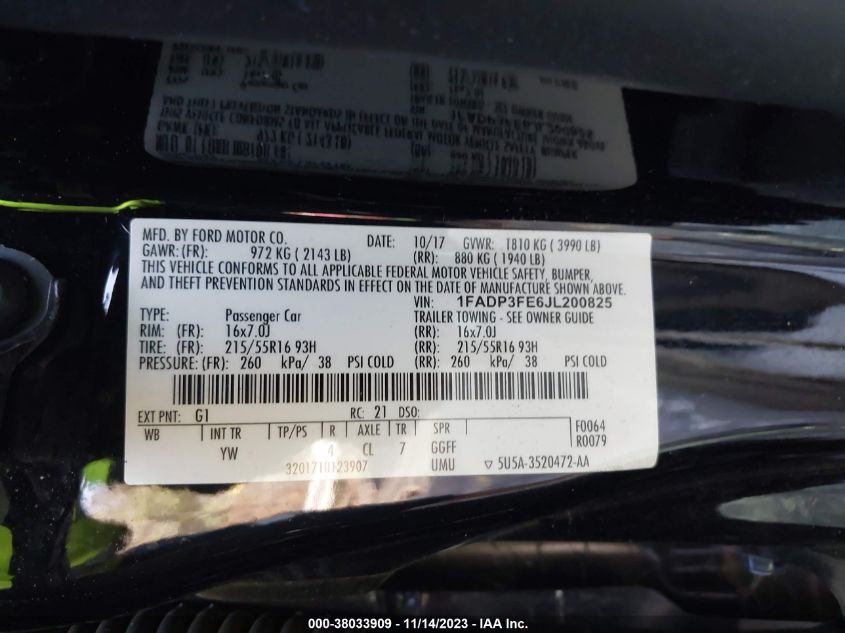 MFD. BY FORD MOTOR CO. DATE: 10/17 GVWR: 1810 KG ( 3990 LB)
GAWR:(FR): 972 KG ( 2143 LB) (RR): 880 KG ( 1940 LB)
THIS VEHICLE CONFORMS TO ALL APPLICABLE FEDERAL MOTOR VEHICLE SAFETY, BUMPER,
AND THEFT PREVENTION STANDARDS IN EFFECT ON THE DATE OF MANUFACTURE SHOWN ABOVE.
VIN: 1FADP3FE6JL200825
TYPE: Passenger Car TRAILER TOWING - SEE OWNER GUIDE
RIM: (FR): 16x7.0J (RR): 16x7.0J
TIRE: (FR): 215/55R16 93H (RR): 215/55R16 93H
PRESSURE: (FR): 260 kPa/ 38 PSI COLD (RR): 260 kPa/ 38 PSI COLD
EXT PNT: G1 RC: 21 DSO:
WB INT TR TP/PS R AXLE TR SPR F0064
YW 4 CL 7 GGFF R0079
3201710123907 UMU 5U5A-3520472-AA
000-38033909 - 11/14/2023 - IAA Inc.